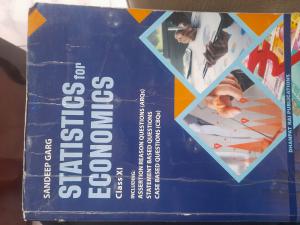 SANDEEP GARG
STATISTICS for
ECONOMICS
Class XI
INCLUDING:
ASSERTION REASON QUESTIONS (ARQs)
STATEMENT BASED QUESTIONS
CASE BASED QUESTIONS (CBQs)
DHANPAT RAI PUBLICATIONS